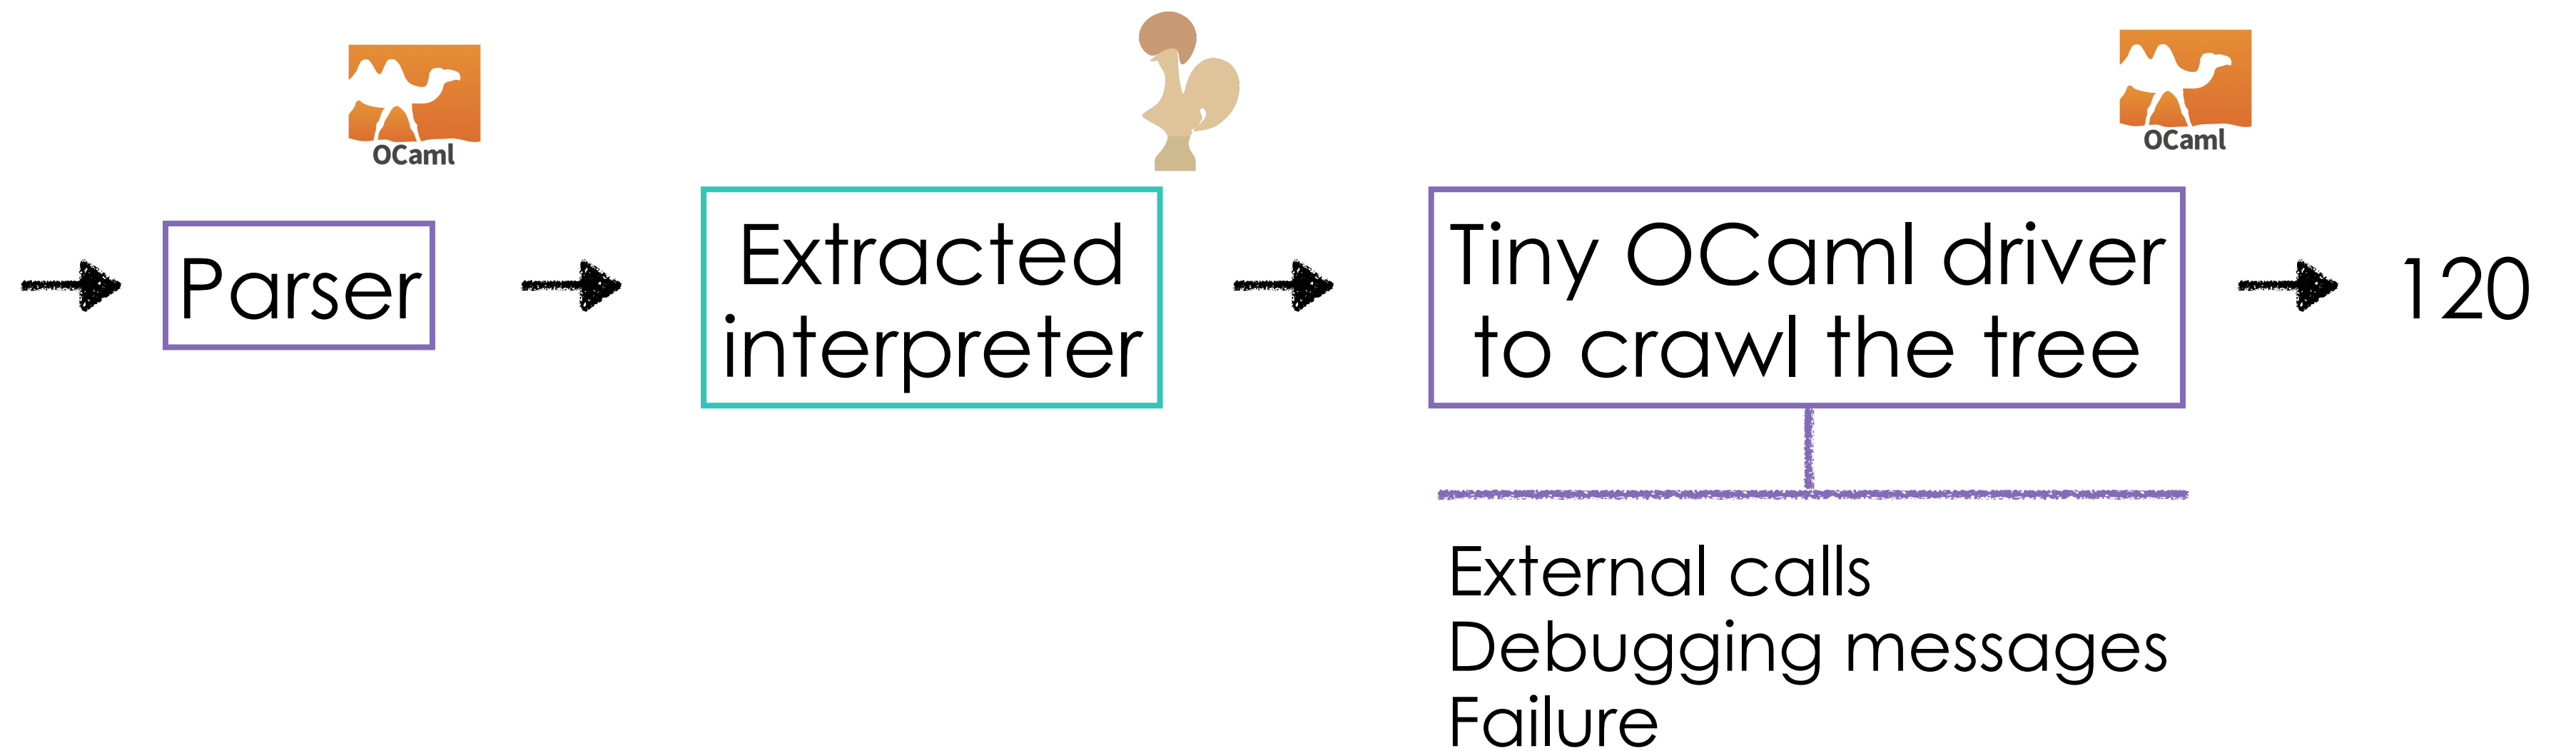 OCaml
OCaml
Parser
Extracted
interpreter
Tiny OCaml driver
to crawl the tree
120
External calls
Debugging messages
Failure